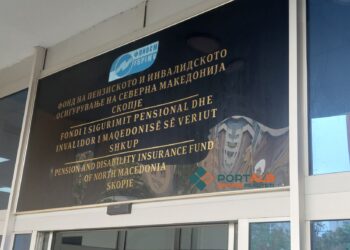 ФОНД НА ПЕНЗИСКОТО И ИНВАЛИДСКОТО
ОСИГУРУВАЊЕ НА СЕВЕРНА МАКЕДОНИЈА
СКОПЈЕ
FONDI I SIGURIMIT PENSIONAL DHE
INVALIDOR I MAQEDONISË SË VERIUT
SHKUP
PENSION AND DISABILITY INSURANCE FUND
OF NORTH MACEDONIA
SKOPJE